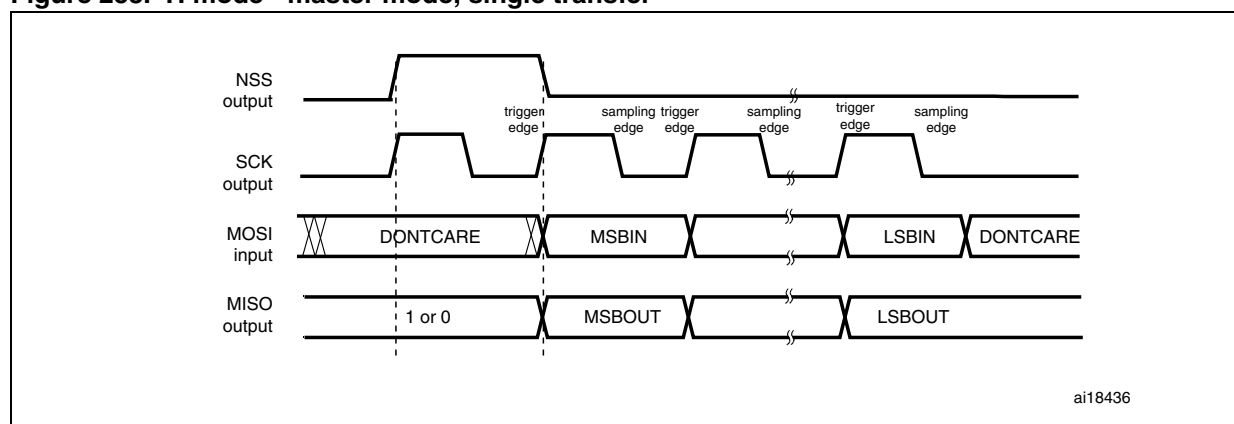 Figure 253. TI mode - master mode, single transfer
NSS
output
trigger
edge
sampling
edge
trigger
edge
sampling
edge
trigger
edge
sampling
edge
SCK
output
MOSI
input
DONTCARE
MSBIN
LSBIN
DONTCARE
MISO
output
1 or 0
MSBOUT
LSBOUT
ai18436